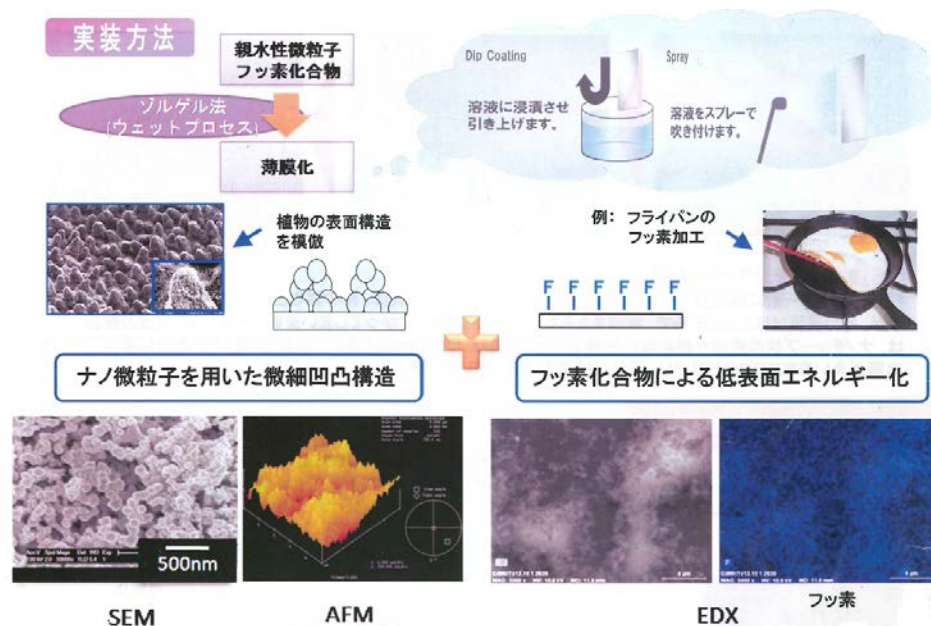 実装方法
親水性微粒子
フッ素化合物
ゾルゲル法
(ウェットプロセス)
薄膜化
Dip Coating
溶液に浸漬させ
引き上げます。
Spray
溶液をスプレーで
吹き付けます。
植物の表面構造
を模倣
例： フライパンの
フッ素加工
F F F F F F
ナノ微粒子を用いた微細凹凸構造
フッ素化合物による低表面エネルギー化
500nm
SEM
AFM
EDX
フッ素